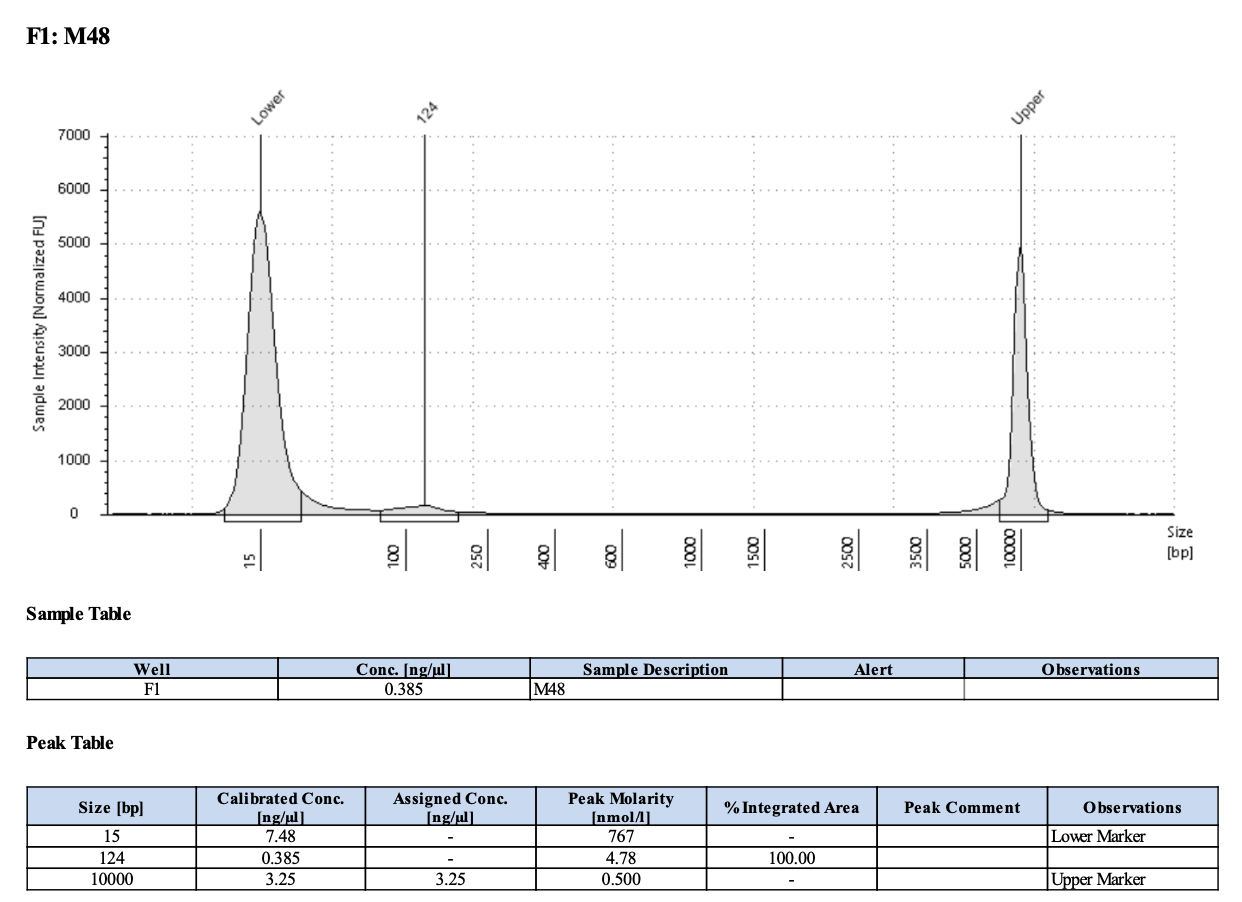 F1: M48
Lower
124
Upper
7000
6000
5000
4000
3000
2000
1000
0
Sample Intensity [Normalized FU]
15
100
250
400
600
1000
1500
2500
3500
5000
10000
Size
[bp]
Sample Table
Well Conc. [ng/µl] Sample Description Alert Observations
F1 0.385 M48
Peak Table
Size [bp] Calibrated Conc. [ng/µl] Assigned Conc. [ng/µl] Peak Molarity [nmol/l] % Integrated Area Peak Comment Observations
15 7.48 - 767 - Lower Marker
124 0.385 - 4.78 100.00
10000 3.25 3.25 0.500 - Upper Marker